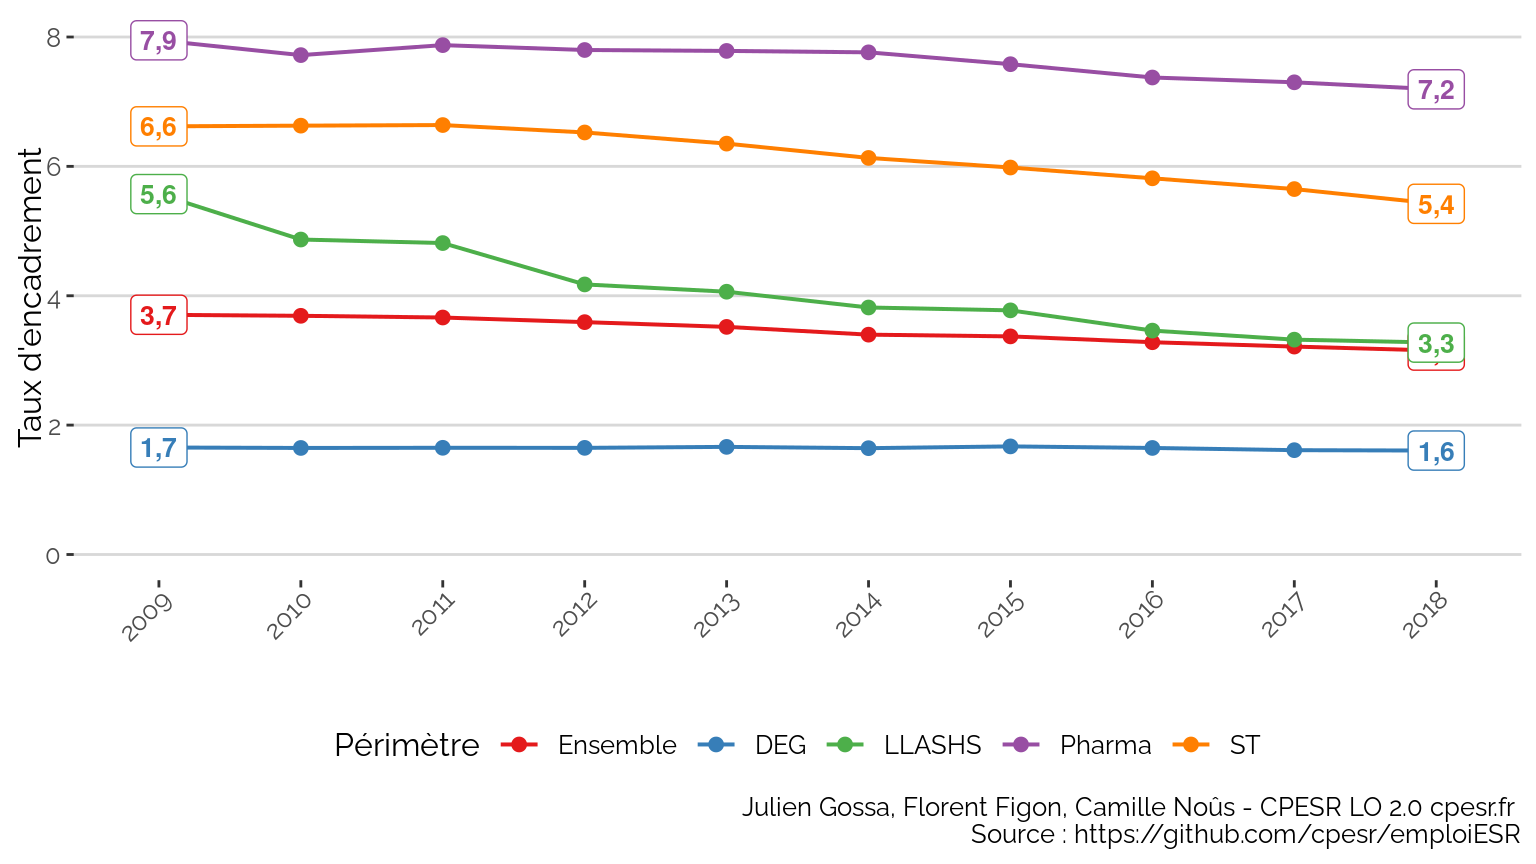 8
6
4
2
0
Taux d'encadrement
7,9
6,6
5,6
3,7
1,7
7,2
5,4
3,3
1,6
2009 2010 2011 2012 2013 2014 2015 2016 2017 2018
Périmètre Ensemble DEG LLASHS Pharma ST
Julien Gossa, Florent Figon, Camille Noûs - CPESR LO 2.0 cpesr.fr
Source : https://github.com/cpesr/emploiESR